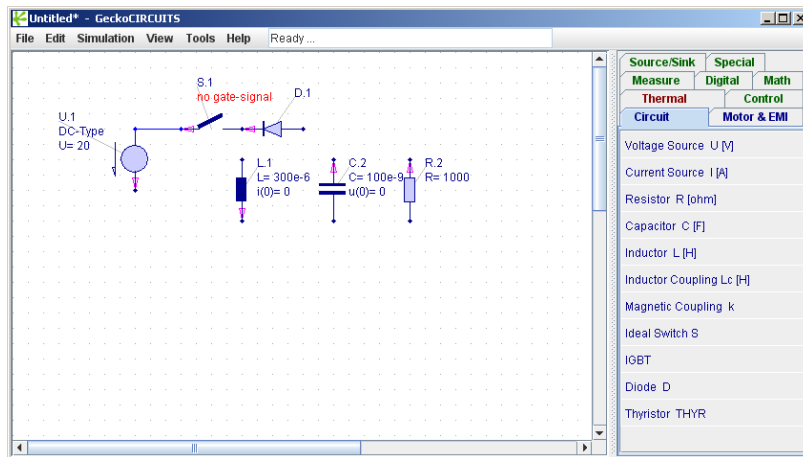 Untitled* - GeckoCIRCUITS
File Edit Simulation View Tools Help Ready...
S.1
no gate-signal
D.1
U.1
DC-Type
U= 20
L.1
L= 300e-6
i(0)= 0
C.2
C= 100e-9
u(0)= 0
R.2
R= 1000
Source/Sink Special
Measure Digital Math
Thermal Control
Circuit Motor & EMI
Voltage Source U [V]
Current Source I [A]
Resistor R [ohm]
Capacitor C [F]
Inductor L [H]
Inductor Coupling Lc [H]
Magnetic Coupling k
Ideal Switch S
IGBT
Diode D
Thyristor THYR